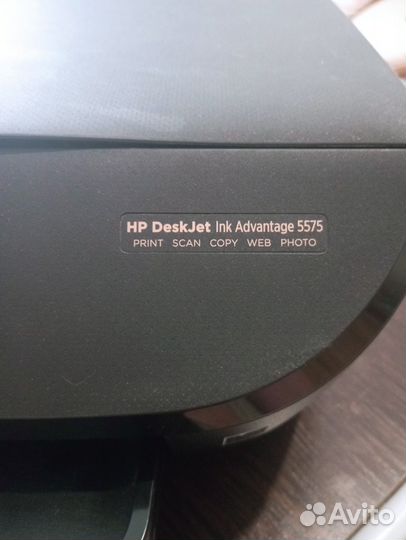 HP DeskJet Ink Advantage 5575
PRINT SCAN COPY WEB PHOTO
Avito